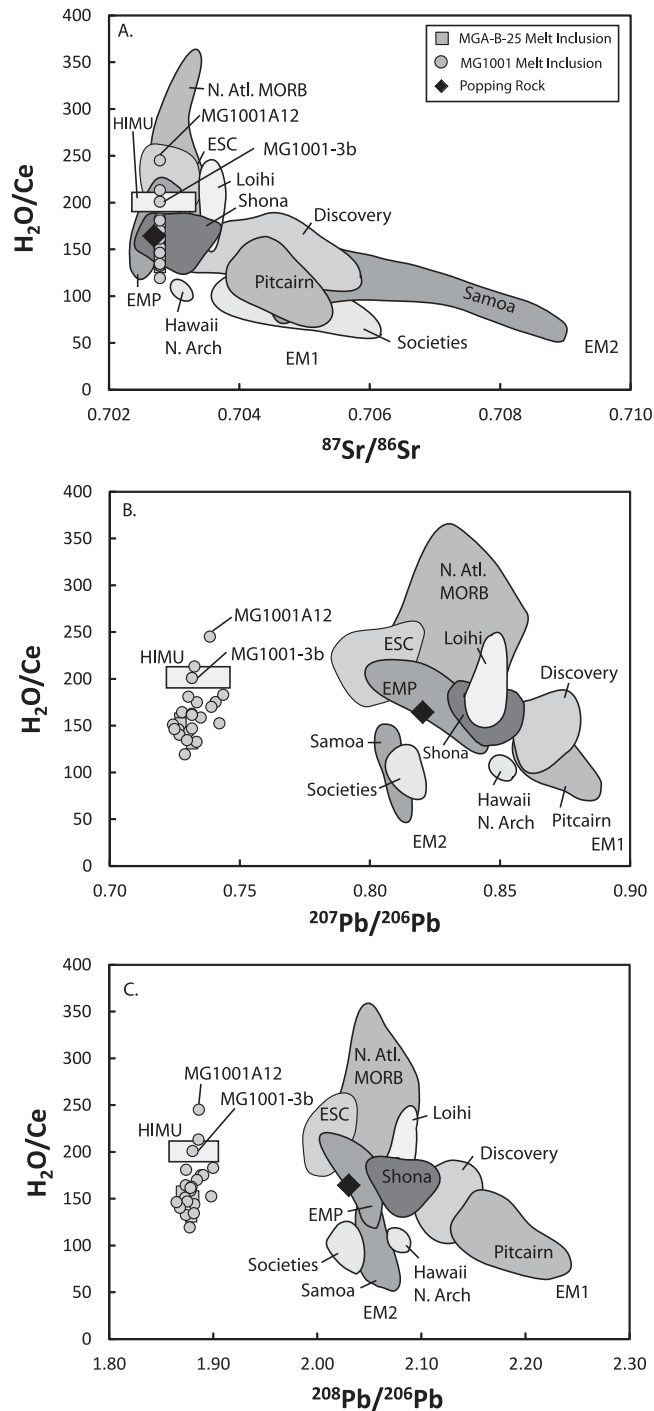 A.
MGA-B-25 Melt Inclusion
MG1001 Melt Inclusion
Popping Rock
400
350
300
250
200
150
100
50
0
H₂O/Ce
N. Atl. MORB
MG1001A12
HIMU
ESC
MG1001-3b
Loihi
Shona
Discovery
Pitcairn
Samoa
EMP
Hawaii
N. Arch
Societies
EM1
EM2
0.702
0.704
0.706
0.708
0.710
⁸⁷Sr/⁸⁶Sr
B.
400
350
300
250
200
150
100
50
0
H₂O/Ce
N. Atl.
MORB
MG1001A12
ESC
Loihi
HIMU
MG1001-3b
EMP
Discovery
Samoa
Shona
Societies
Hawaii
N. Arch
Pitcairn
EM2
EM1
0.70
0.75
0.80
0.85
0.90
²⁰⁷Pb/²⁰⁶Pb
C.
400
350
300
250
200
150
100
50
0
H₂O/Ce
N. Atl.
MORB
MG1001A12
MG1001-3b
ESC
Loihi
HIMU
Shona
Discovery
EMP
Societies
Hawaii
N. Arch
Pitcairn
Samoa
EM2
EM1
1.80
1.90
2.00
2.10
2.20
2.30
²⁰⁸Pb/²⁰⁶Pb